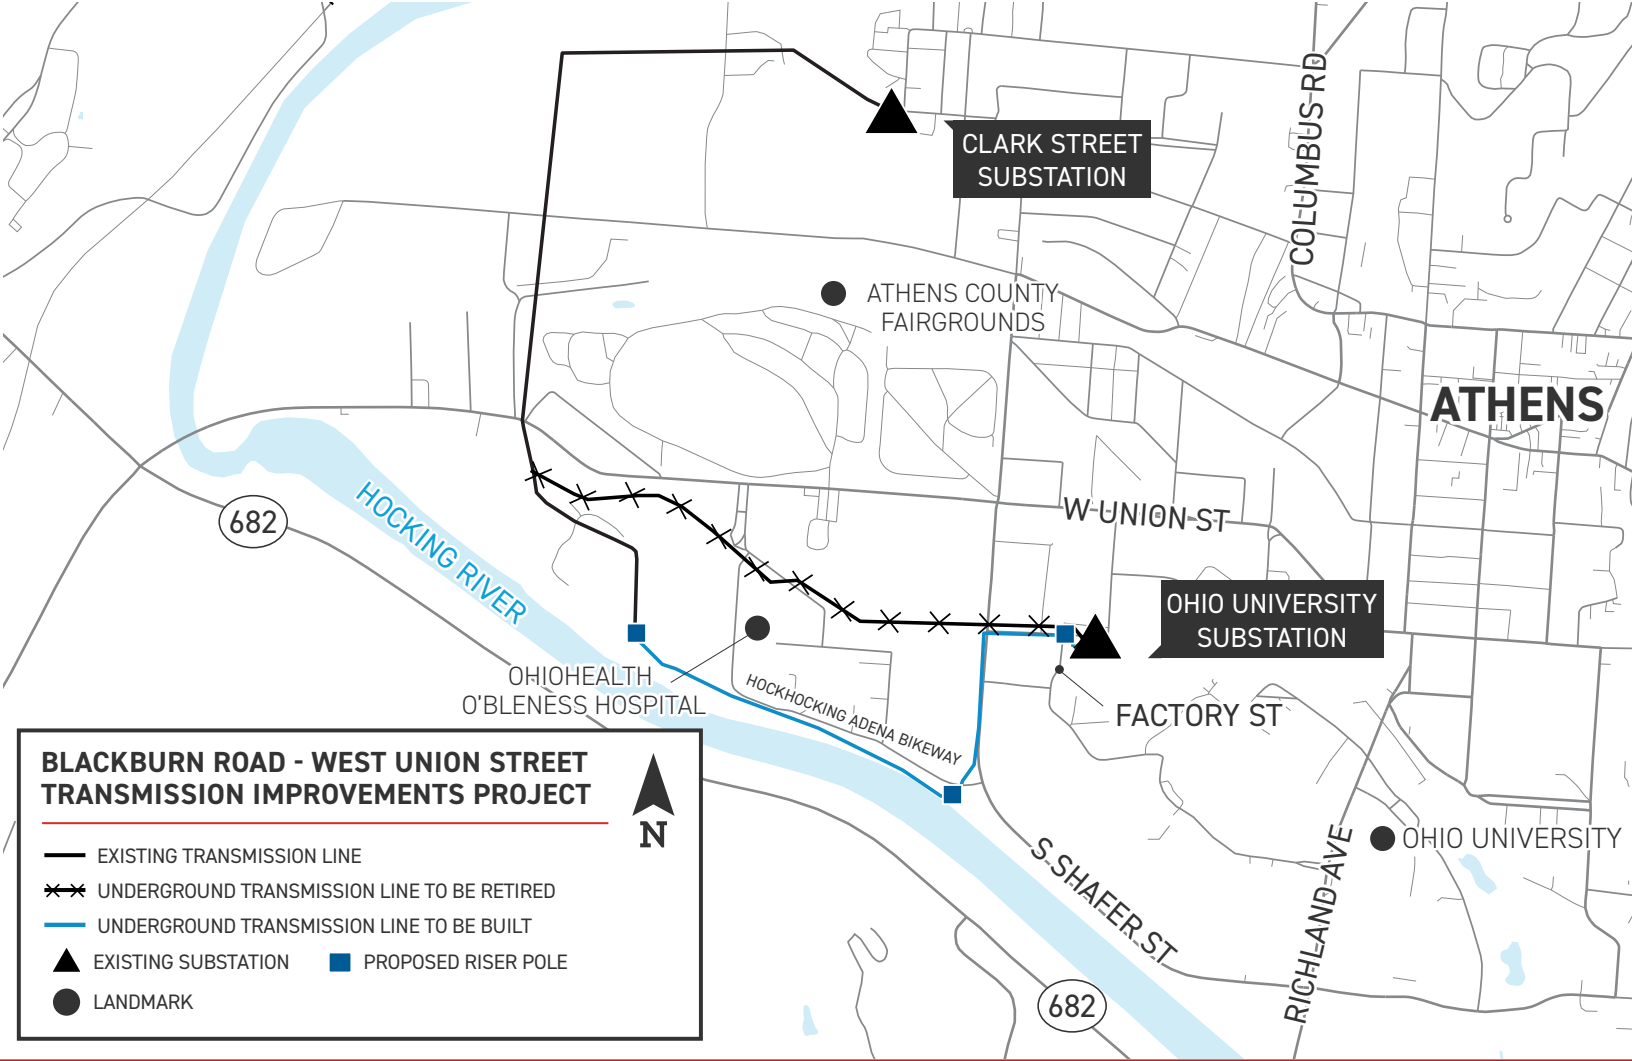 COLUMBUS RD
CLARK STREET
SUBSTATION
ATHENS COUNTY
FAIRGROUNDS
ATHENS
682
HOCKING RIVER
W UNION ST
OHIO UNIVERSITY
SUBSTATION
OHIOHEALTH
O'BLENESS HOSPITAL
HOCKHOCKING ADENA BIKEWAY
FACTORY ST
S SHAFER ST
RICHLAND AVE
OHIO UNIVERSITY
682
BLACKBURN ROAD - WEST UNION STREET
TRANSMISSION IMPROVEMENTS PROJECT
N
EXISTING TRANSMISSION LINE
UNDERGROUND TRANSMISSION LINE TO BE RETIRED
UNDERGROUND TRANSMISSION LINE TO BE BUILT
EXISTING SUBSTATION
PROPOSED RISER POLE
LANDMARK